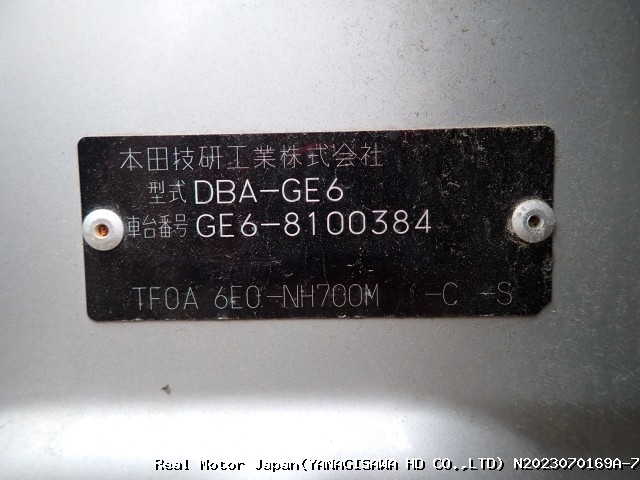 本田技研工業株式会社
型式 DBA-GE6
車台番号 GE6-8100384
TF0A 6E0-NH700M -C -S
Real Motor Japan(YANAGISAWA HD CO.,LTD) N2023070169A-7